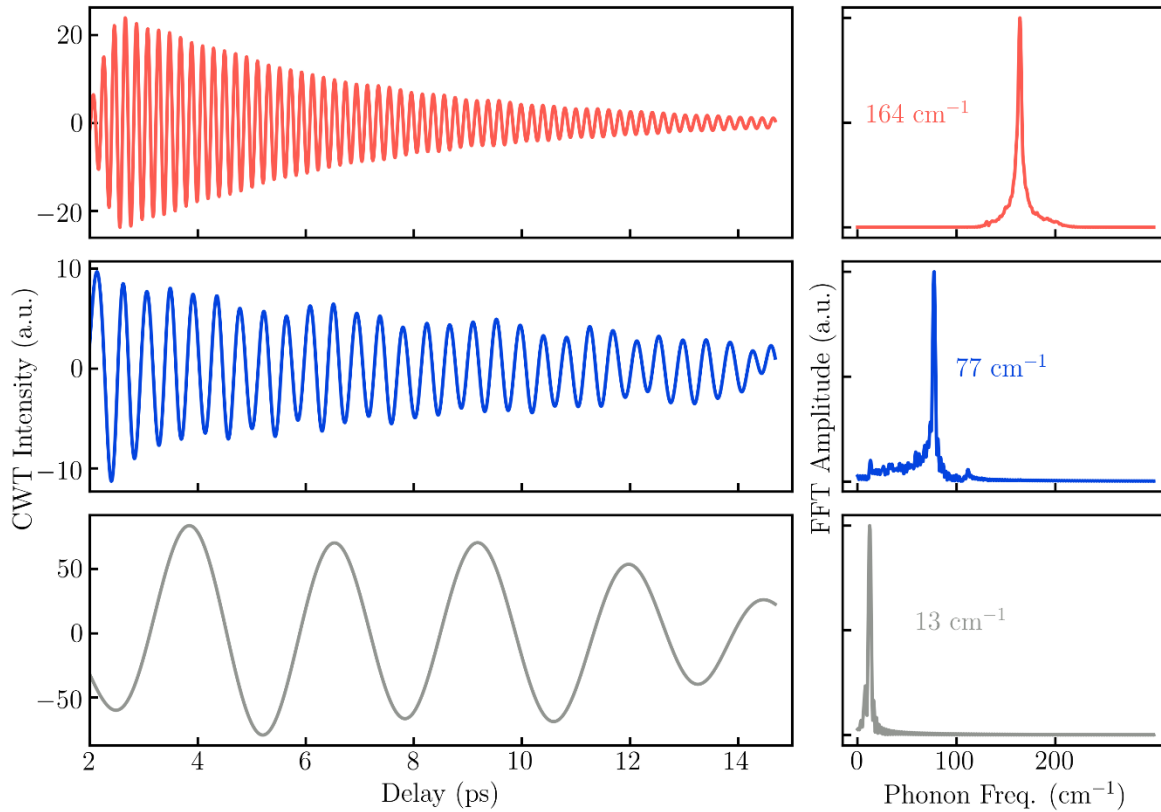 20
0
−20
164 cm⁻¹
10
0
−10
77 cm⁻¹
50
0
−50
13 cm⁻¹
CWT Intensity (a.u.)
FFT Amplitude (a.u.)
2 4 6 8 10 12 14
0 100 200
Delay (ps)
Phonon Freq. (cm⁻¹)